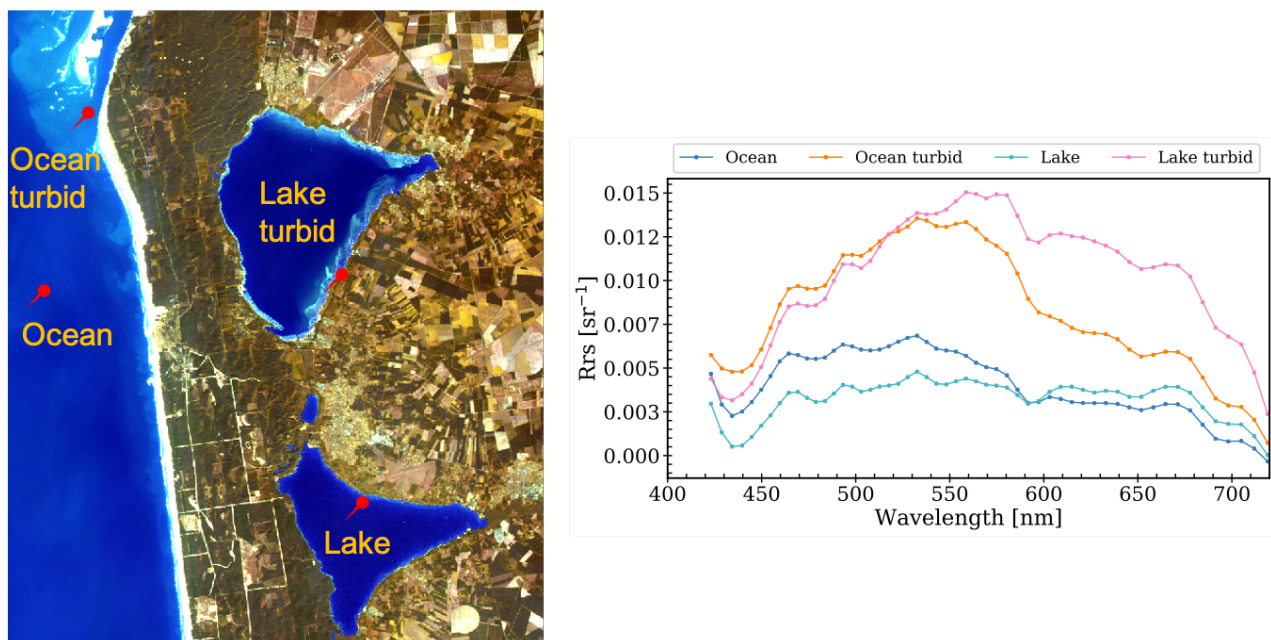 Ocean
turbid
Ocean
Lake
turbid
Lake
Ocean Ocean turbid Lake Lake turbid
0.015
0.012
0.010
0.007
0.005
0.003
0.000
Rrs [sr⁻¹]
400 450 500 550 600 650 700
Wavelength [nm]